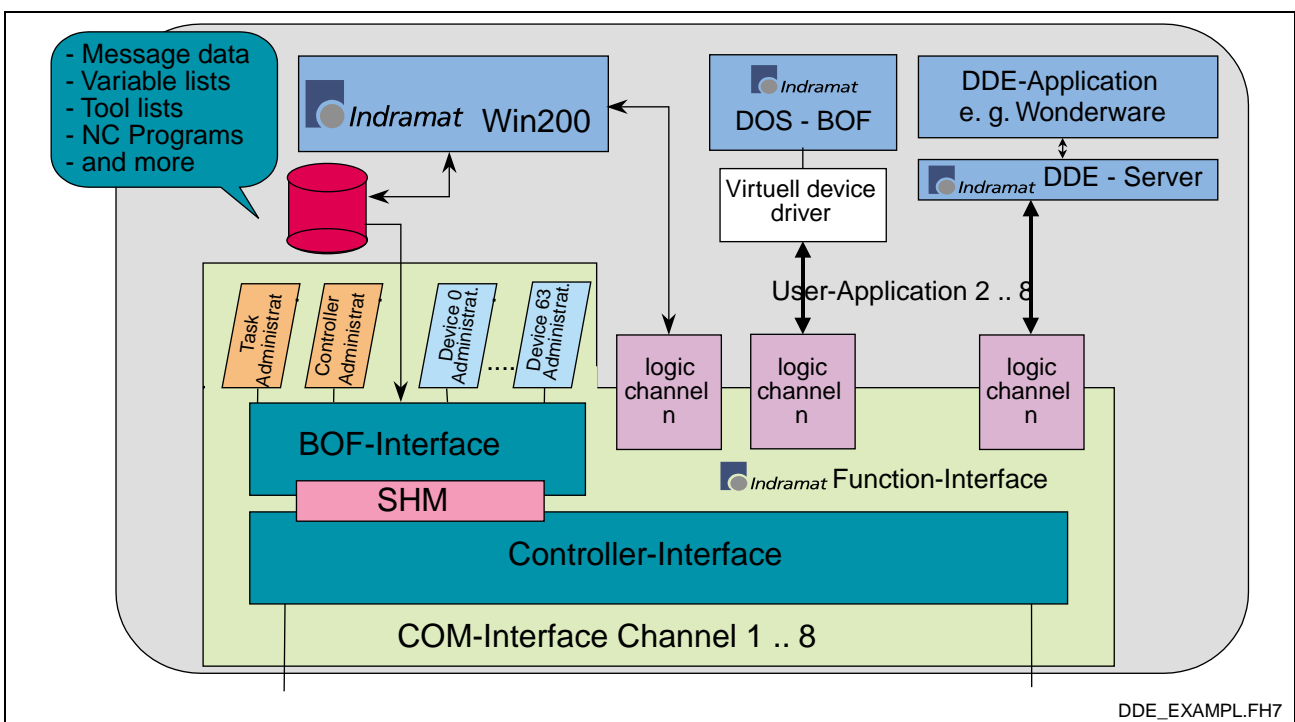 - Message data
- Variable lists
- Tool lists
- NC Programs
- and more
Indramat Win200
Indramat
DOS - BOF
DDE-Application
e. g. Wonderware
Virtuell device
driver
Indramat DDE - Server
User-Application 2 .. 8
Task
Administrat
Controller
Administrat
Device 0
Administrat.
....
Device 63
Administrat.
logic
channel
n
logic
channel
n
logic
channel
n
BOF-Interface
Indramat Function-Interface
SHM
Controller-Interface
COM-Interface Channel 1 .. 8
DDE_EXAMPL.FH7